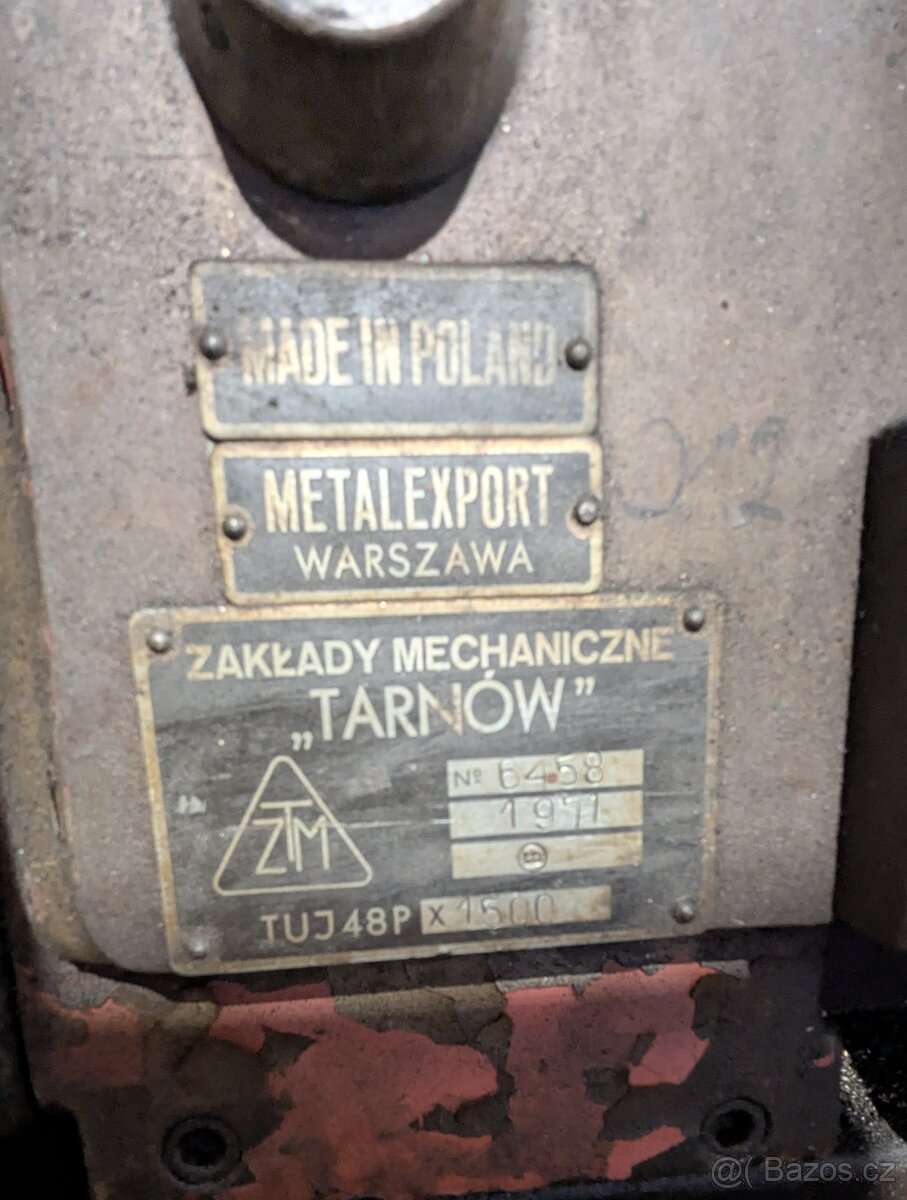 MADE IN POLAND
METALEXPORT
WARSZAWA
ZAKŁADY MECHANICZNE
„TARNÓW”
№ 6458
1971
ZTM
TUJ48P X 1500
@( Bazos.cz